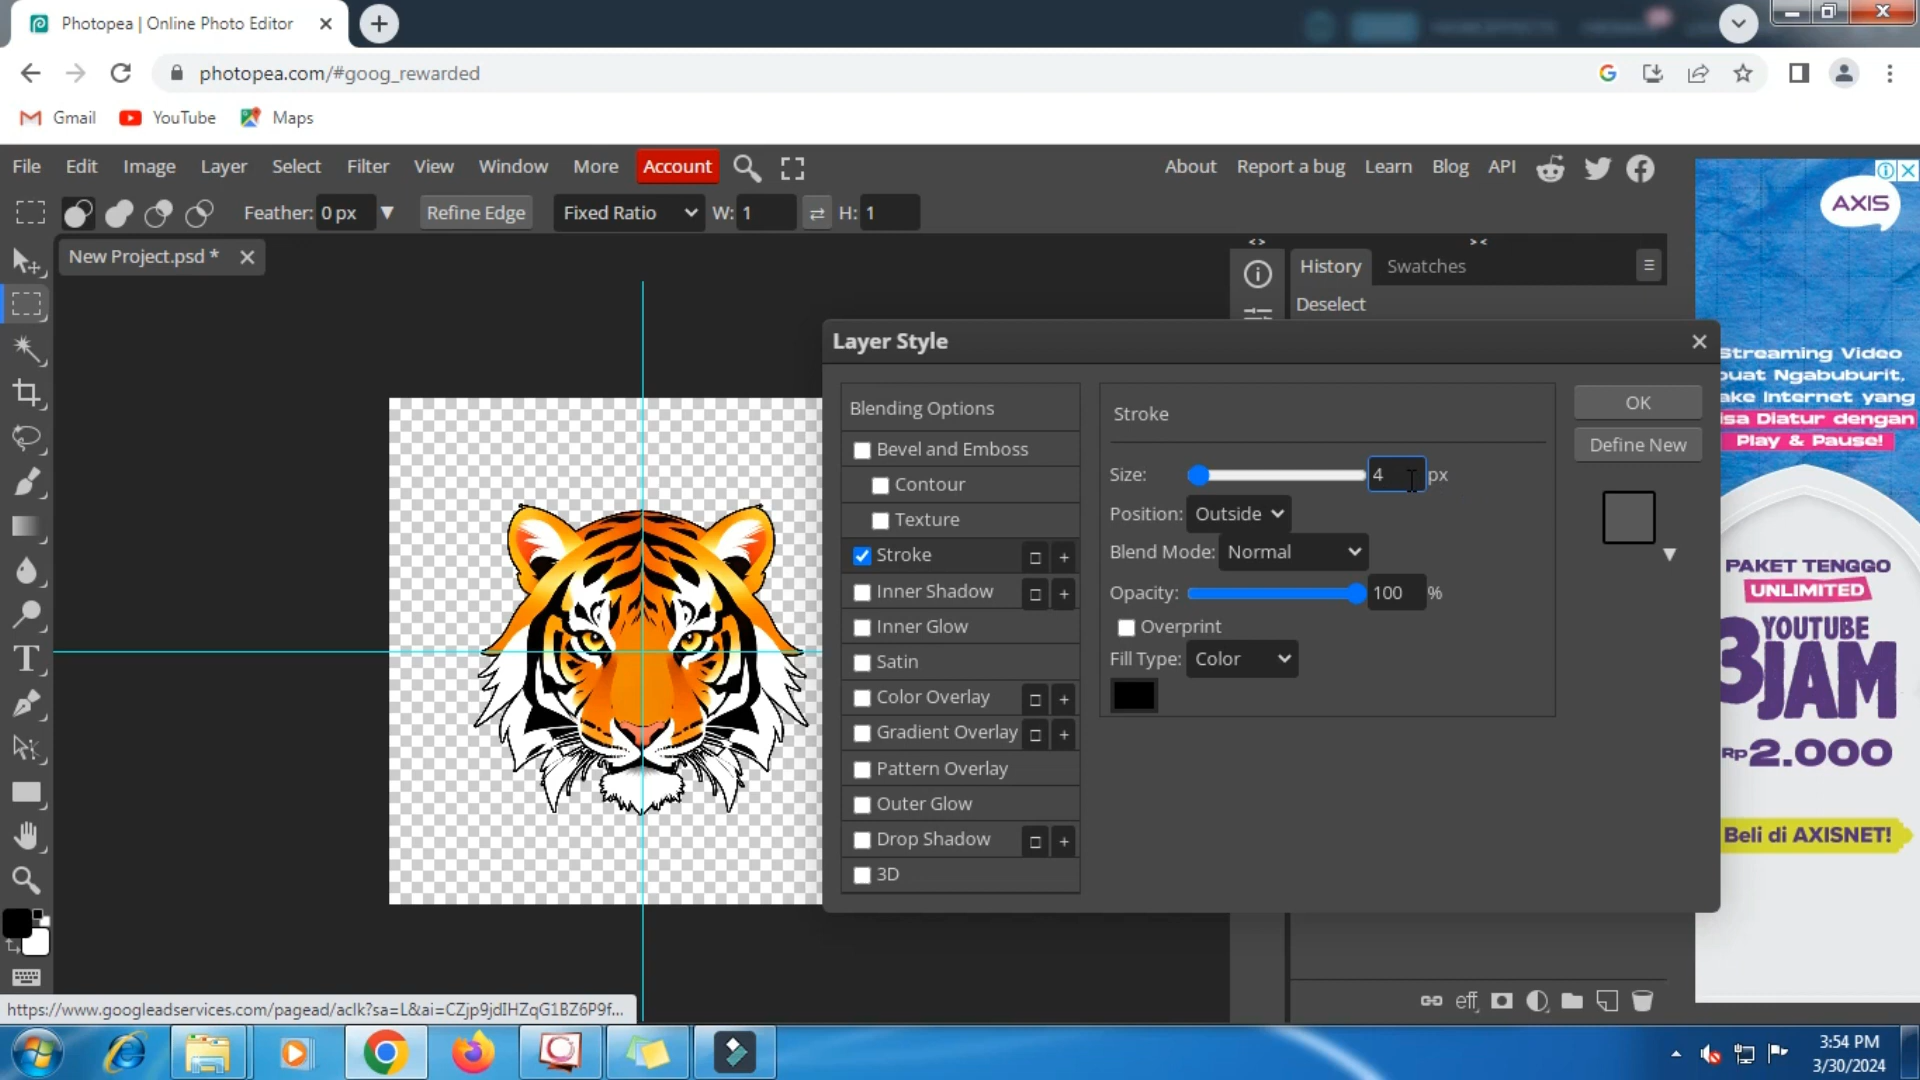 Photopea | Online Photo Editor
photopea.com/#goog_rewarded
Gmail YouTube Maps
File Edit Image Layer Select Filter View Window More Account About Report a bug Learn Blog API
Feather: 0 px Refine Edge Fixed Ratio W: 1 H: 1
New Project.psd *
History Swatches
Deselect
Layer Style
Blending Options
Bevel and Emboss
Contour
Texture
Stroke
Inner Shadow
Inner Glow
Satin
Color Overlay
Gradient Overlay
Pattern Overlay
Outer Glow
Drop Shadow
3D
Stroke
Size: 4 px
Position: Outside
Blend Mode: Normal
Opacity: 100 %
Overprint
Fill Type: Color
OK
Define New
eff
AXIS
Streaming Video
buat Ngabuburit,
ake Internet yang
isa Diatur dengan
Play & Pause!
PAKET TENGGO
UNLIMITED
YOUTUBE
3JAM
Rp2.000
Beli di AXISNET!
https://www.googleadservices.com/pagead/aclk?sa=L&ai=CZjp9jdIHZqG1BZ6P9f...
3:54 PM
3/30/2024